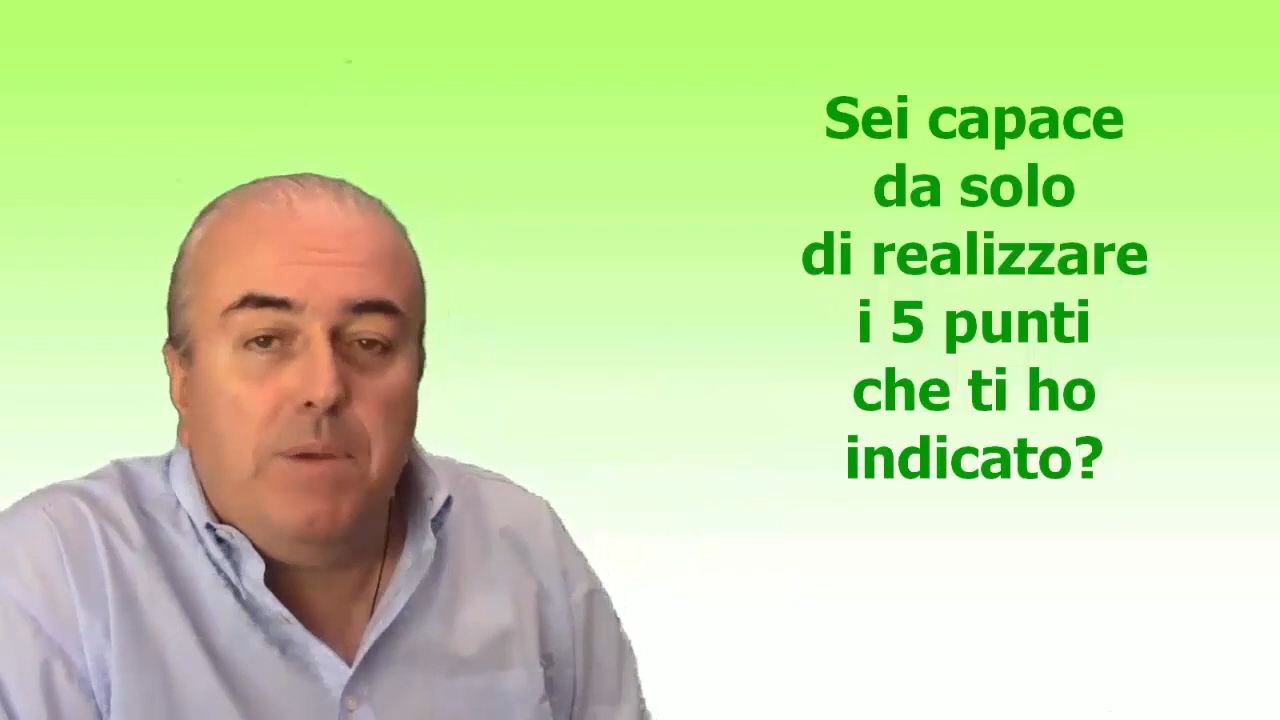 Sei capace
da solo
di realizzare
i 5 punti
che ti ho
indicato?